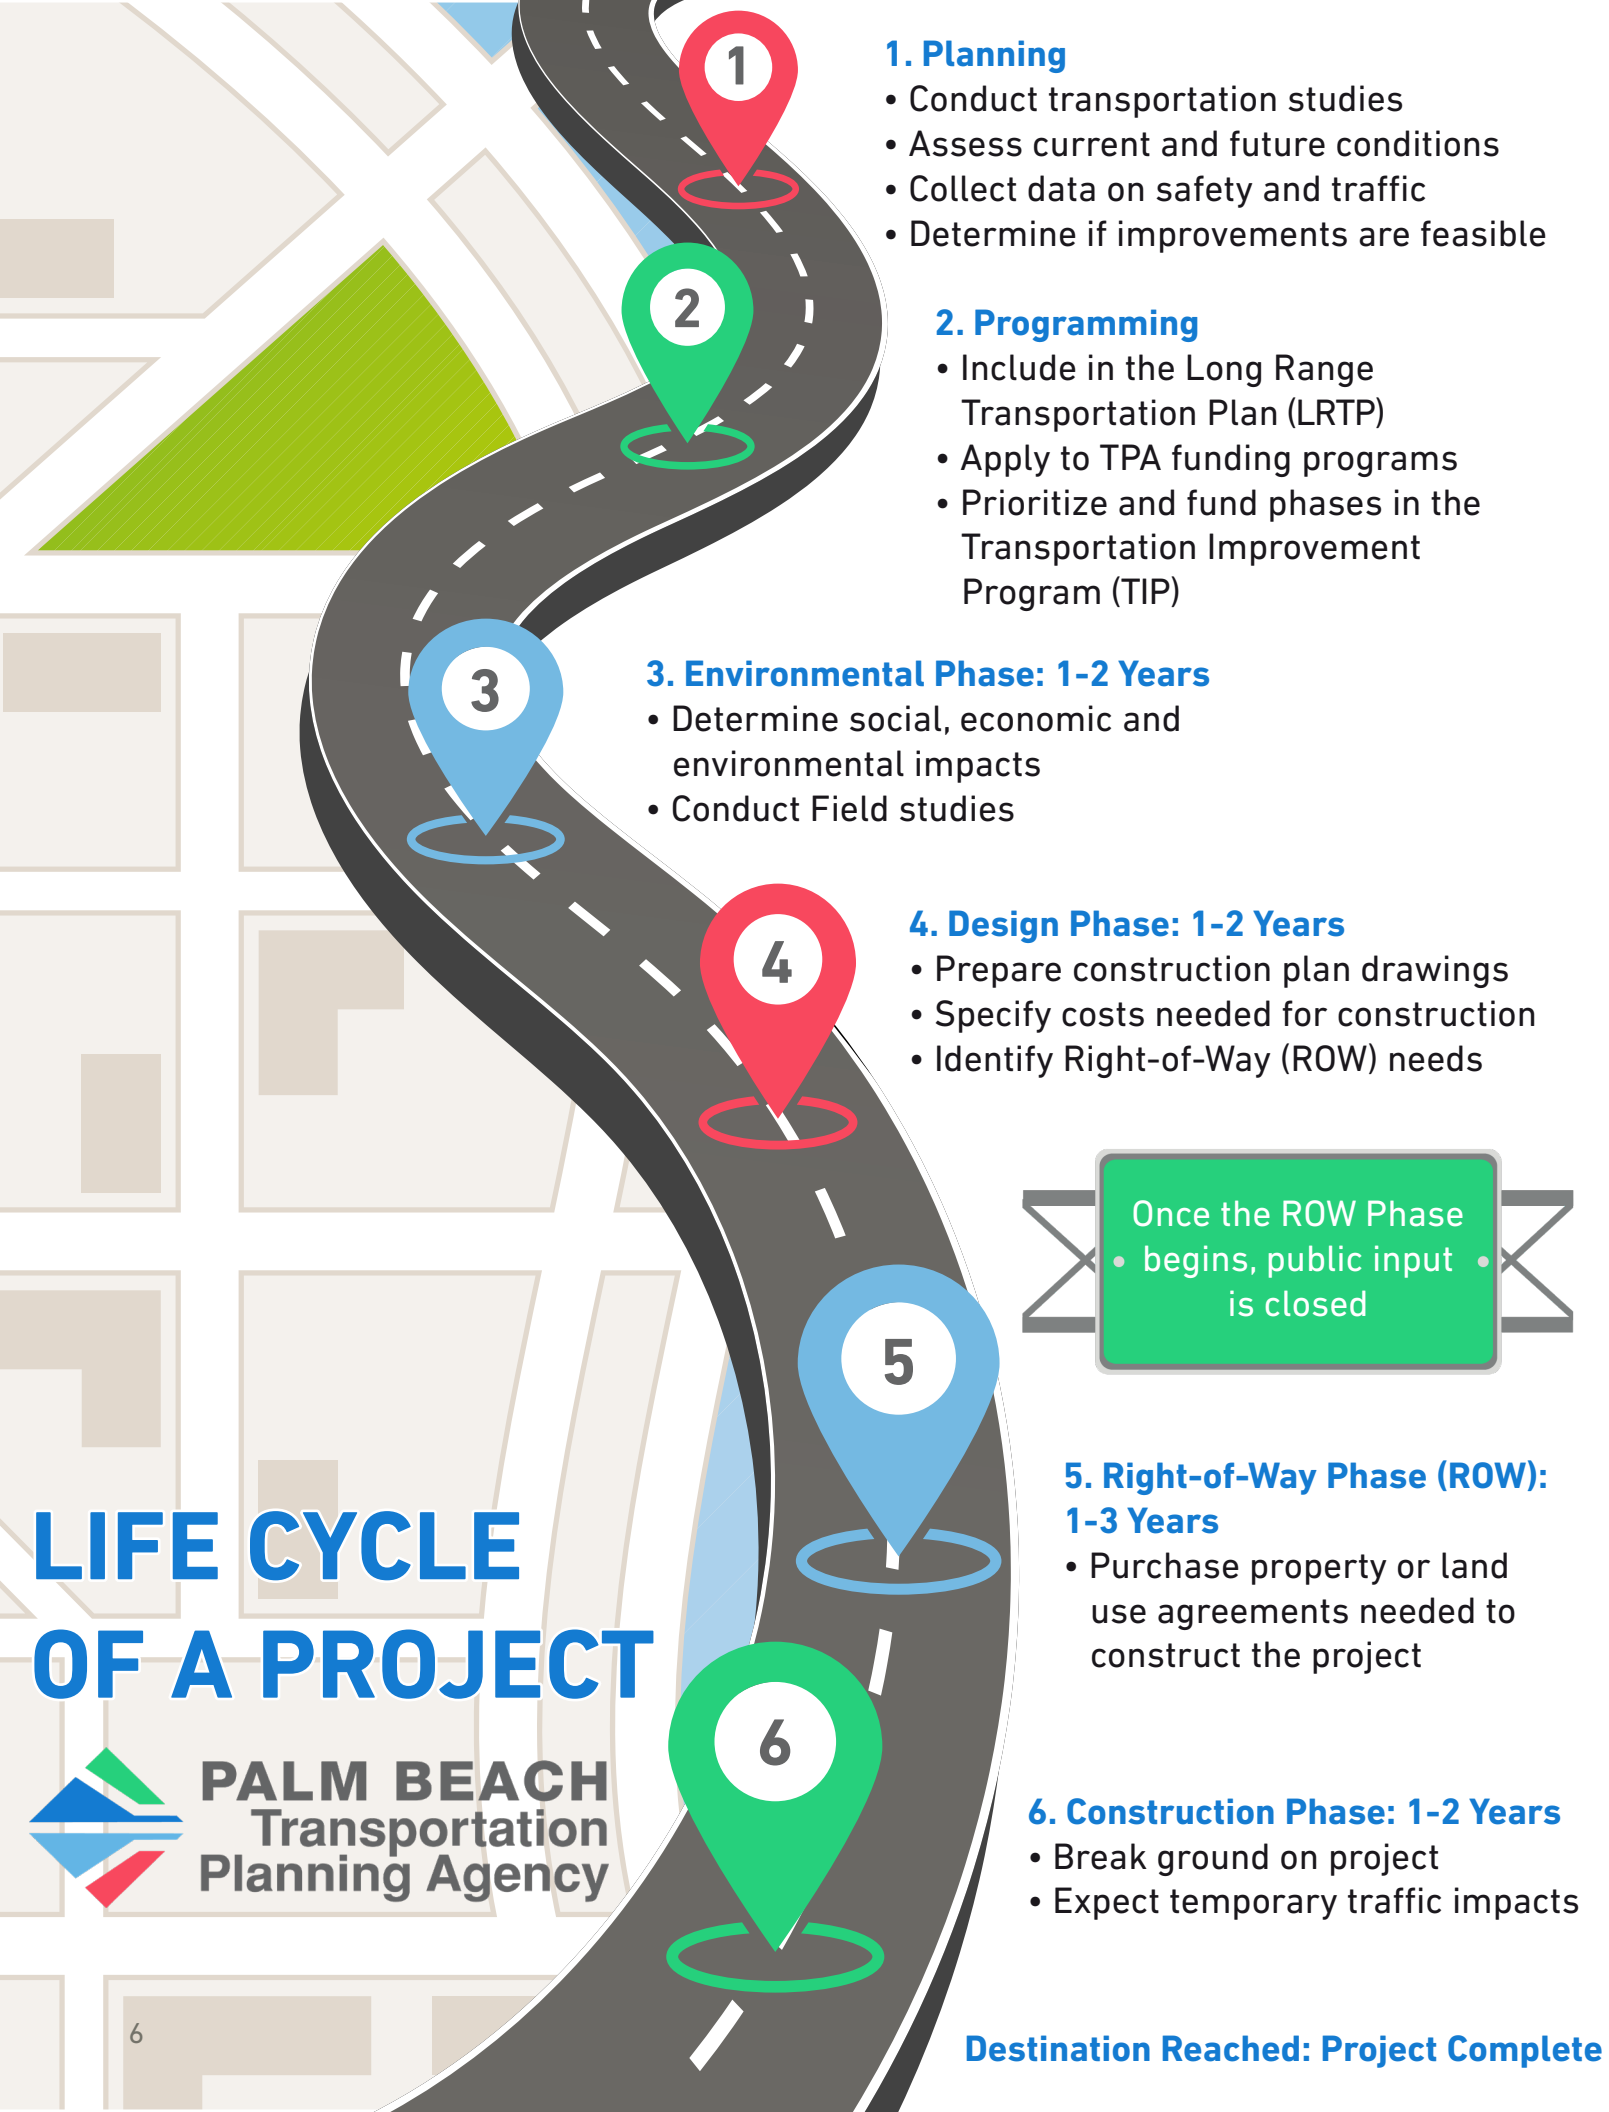 1
1. Planning
• Conduct transportation studies
• Assess current and future conditions
• Collect data on safety and traffic
• Determine if improvements are feasible
2
2. Programming
• Include in the Long Range
Transportation Plan (LRTP)
• Apply to TPA funding programs
• Prioritize and fund phases in the
Transportation Improvement
Program (TIP)
3
3. Environmental Phase: 1-2 Years
• Determine social, economic and
environmental impacts
• Conduct Field studies
4
4. Design Phase: 1-2 Years
• Prepare construction plan drawings
• Specify costs needed for construction
• Identify Right-of-Way (ROW) needs
Once the ROW Phase
begins, public input
is closed
5
5. Right-of-Way Phase (ROW):
1-3 Years
• Purchase property or land
use agreements needed to
construct the project
LIFE CYCLE
OF A PROJECT
PALM BEACH
Transportation
Planning Agency
6
6. Construction Phase: 1-2 Years
• Break ground on project
• Expect temporary traffic impacts
6
Destination Reached: Project Complete